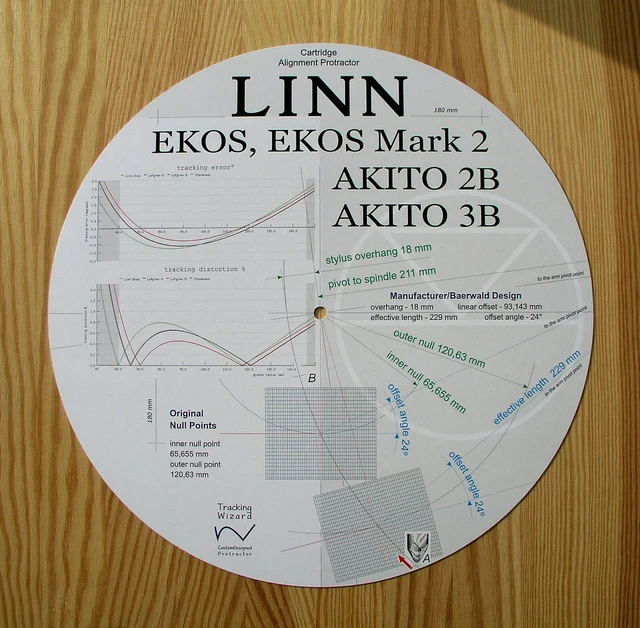 Cartridge
Alignment Protractor
LINN
180 mm
EKOS, EKOS Mark 2
AKITO 2B
AKITO 3B
tracking error°
stylus overhang 18 mm
pivot to spindle 211 mm
to the arm pivot point
tracking distortion %
Manufacturer/Baerwald Design
overhang - 18 mm linear offset - 93,143 mm
effective length - 229 mm offset angle - 24°
to the arm pivot point
outer null 120,63 mm
inner null 65,655 mm
effective length 229 mm
to the arm pivot point
B
180 mm
Original
Null Points
inner null point
65,655 mm
outer null point
120,63 mm
offset angle 24°
offset angle 24°
Tracking
Wizard
CustomDesigned
Protractor
A